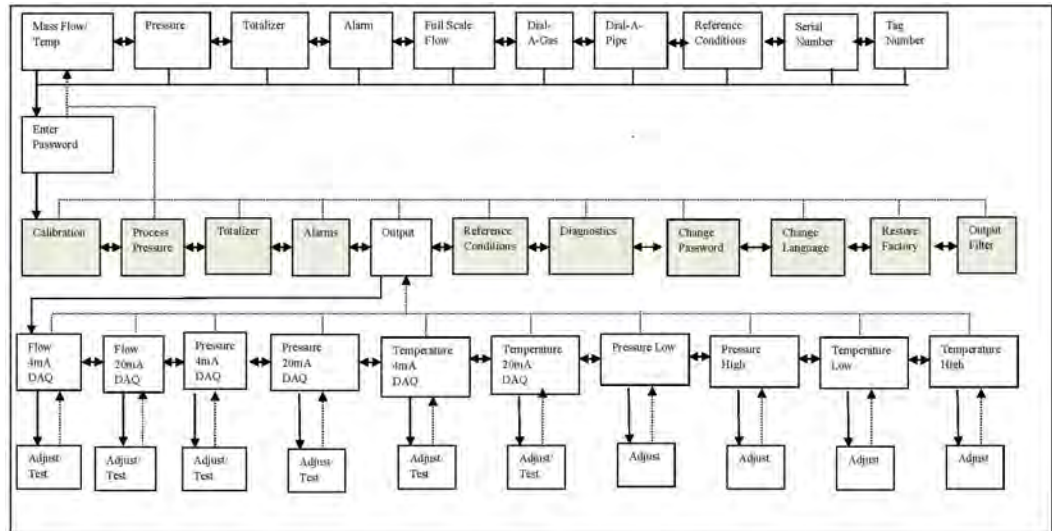 Mass Flow/
Temp
Pressure
Totalizer
Alarm
Full Scale
Flow
Dial-
A-Gas
Dial-A-
Pipe
Reference
Conditions
Serial
Number
Tag
Number
Enter
Password
Calibration
Process
Pressure
Totalizer
Alarms
Output
Reference
Conditions
Diagnostics
Change
Password
Change
Language
Restore
Factory
Output
Filter
Flow
4mA
DAQ
Flow
20mA
DAQ
Pressure
4mA
DAQ
Pressure
20mA
DAQ
Temperature
4mA
DAQ
Temperature
20mA
DAQ
Pressure Low
Pressure
High
Temperature
Low
Temperature
High
Adjust/
Test
Adjust/
Test
Adjust/
Test
Adjust/
Test
Adjust/
Test
Adjust/
Test
Adjust
Adjust
Adjust
Adjust